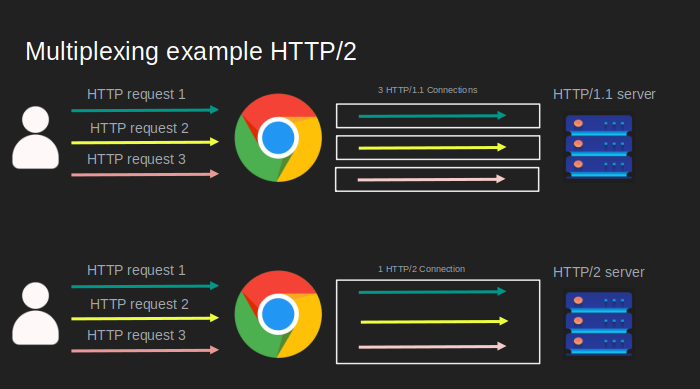 Multiplexing example HTTP/2
HTTP request 1
HTTP request 2
HTTP request 3
3 HTTP/1.1 Connections
HTTP/1.1 server
HTTP request 1
HTTP request 2
HTTP request 3
1 HTTP/2 Connection
HTTP/2 server